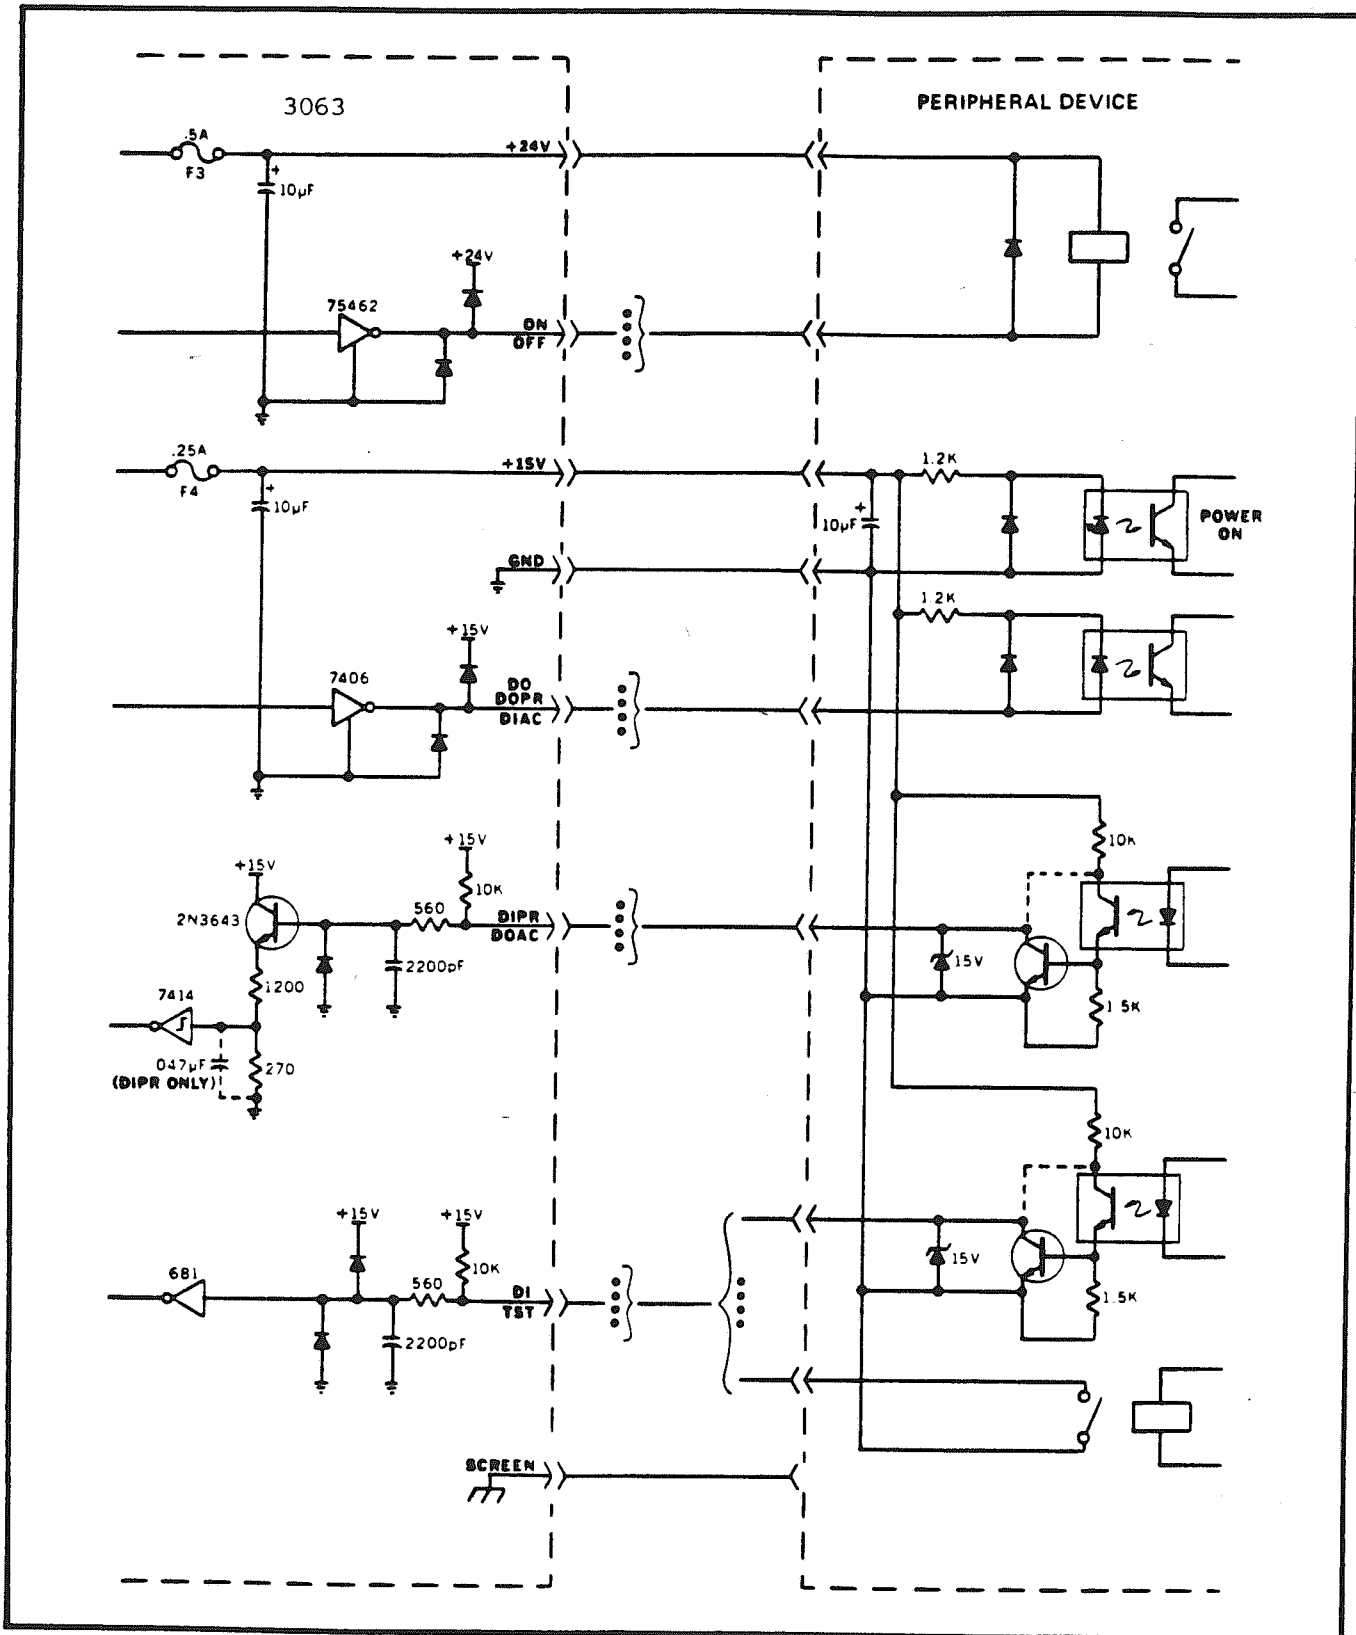 3063
PERIPHERAL DEVICE
.5A
F3
+24V
10µF
+24V
75462
ON
OFF
.25A
F4
+15V
10µF
1.2K
10µF
POWER
ON
GND
1.2K
+15V
7406
DO
DOPR
DIAC
+15V
+15V
10K
10K
2N3643
560
DIPR
DOAC
2200pF
15V
1200
7414
1.5K
047µF
(DIPR ONLY)
270
10K
+15V
+15V
10K
681
560
DI
TST
15V
1.5K
2200pF
SCREEN